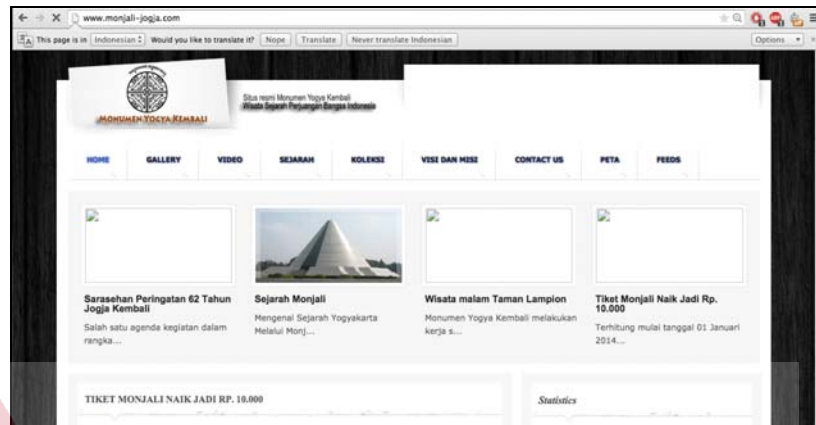 www.monjali-jogja.com
This page is in Indonesian Would you like to translate it? Nope Translate Never translate Indonesian Options
MONUMEN YOGYA KEMBALI
Situs resmi Monumen Yogya Kembali
Wisata Sejarah Perjuangan Bangsa Indonesia
HOME GALLERY VIDEO SEJARAH KOLEKSI VISI DAN MISI CONTACT US PETA FEEDS
Sarasehan Peringatan 62 Tahun
Jogja Kembali
Salah satu agenda kegiatan dalam
rangka...
Sejarah Monjali
Mengenal Sejarah Yogyakarta
Melalui Monj...
Wisata malam Taman Lampion
Monumen Yogya Kembali melakukan
kerja s...
Tiket Monjali Naik Jadi Rp.
10.000
Terhitung mulai tanggal 01 Januari
2014...
TIKET MONJALI NAIK JADI RP. 10.000
Statistics